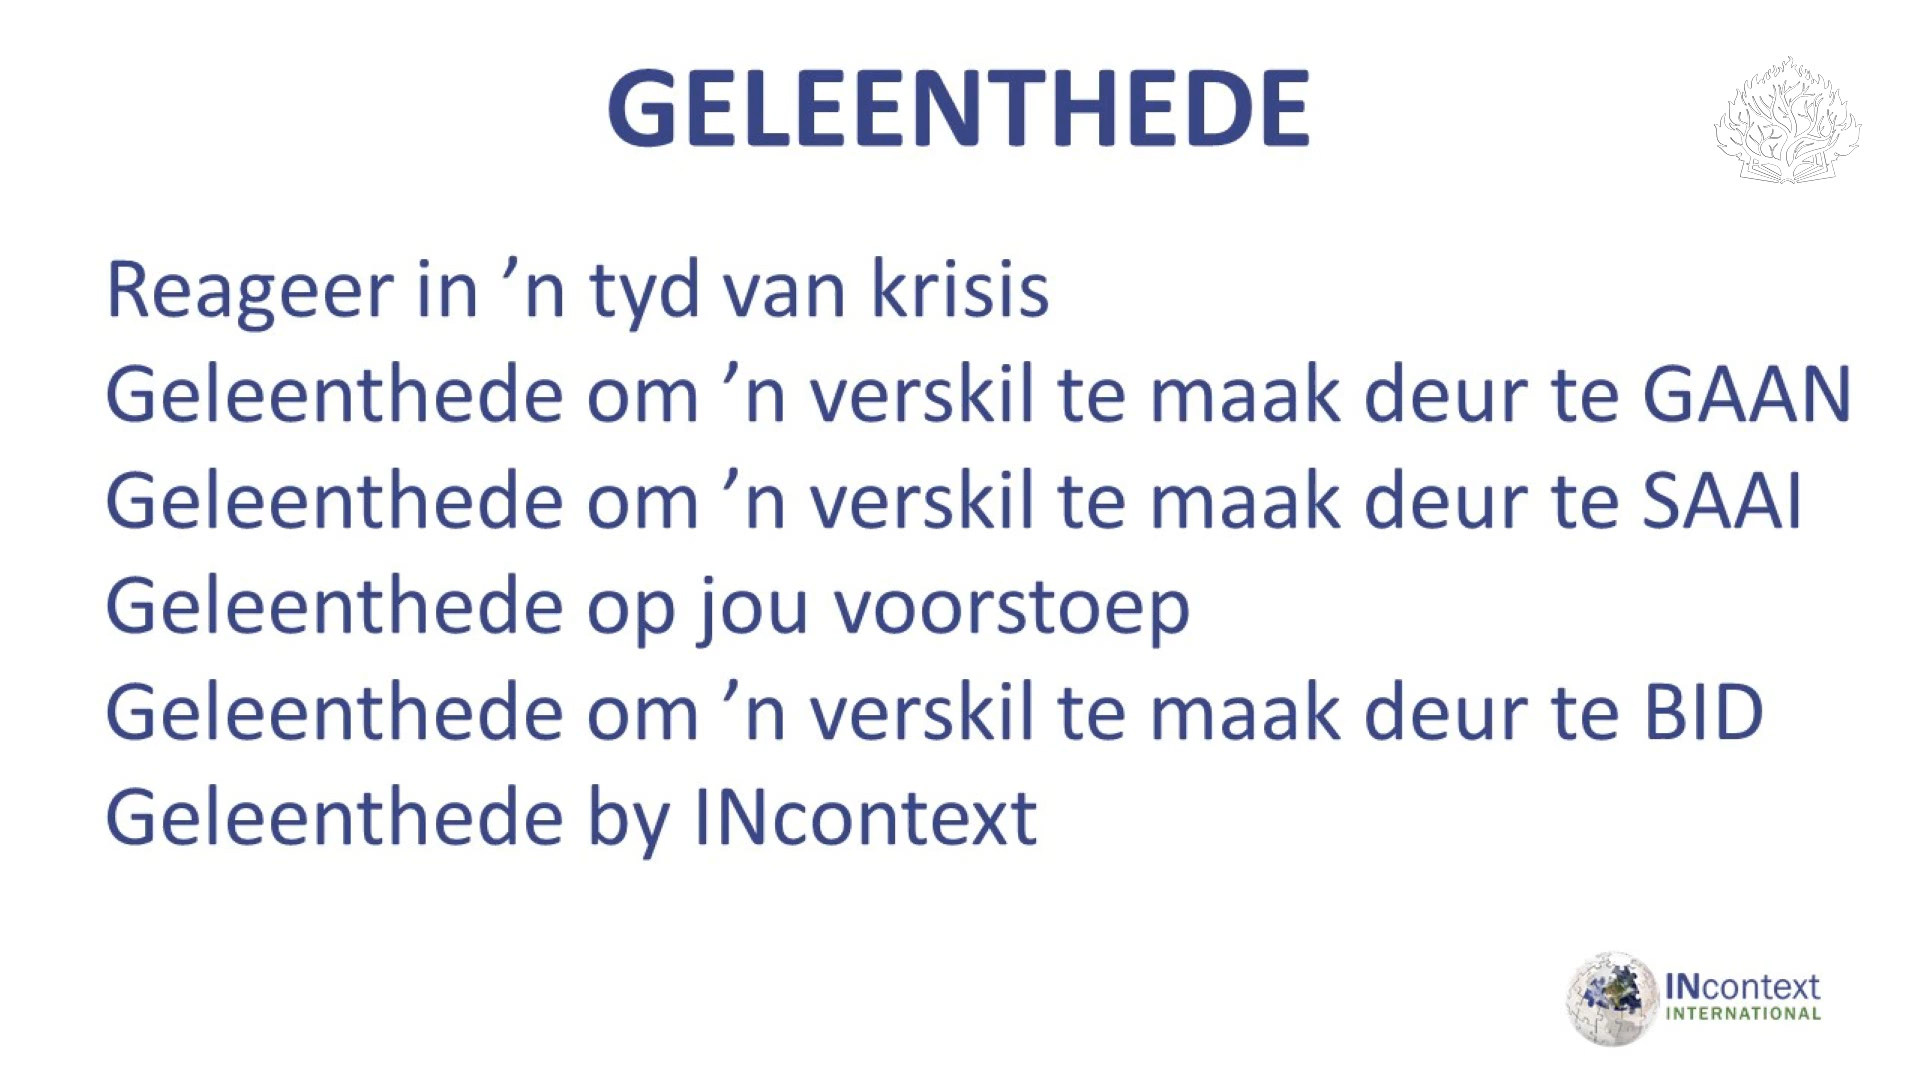 GELEENTHEDE
Reageer in ’n tyd van krisis
Geleenthede om ’n verskil te maak deur te GAAN
Geleenthede om ’n verskil te maak deur te SAAI
Geleenthede op jou voorstoep
Geleenthede om ’n verskil te maak deur te BID
Geleenthede by INcontext
INcontext
INTERNATIONAL